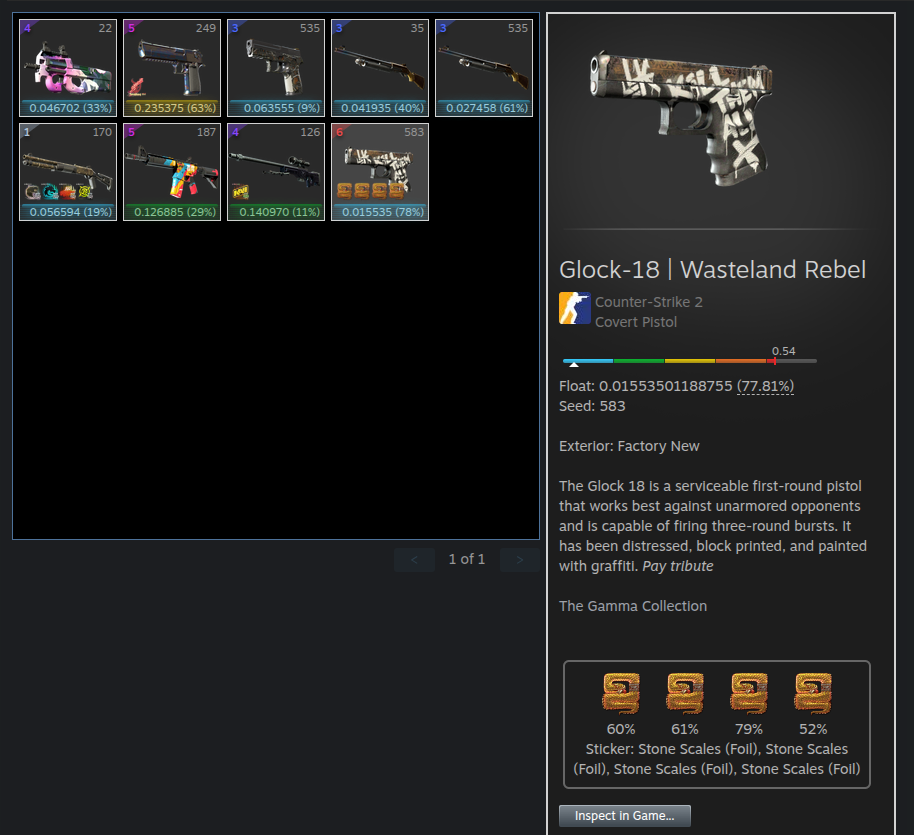 4 22
5 249
3 535
3 35
3 535
0.046702 (33%)
0.235375 (63%)
0.063555 (9%)
0.041935 (40%)
0.027458 (61%)
1 170
5 187
4 126
6 583
0.056594 (19%)
0.126885 (29%)
0.140970 (11%)
0.015535 (78%)
< 1 of 1 >
Glock-18 | Wasteland Rebel
Counter-Strike 2
Covert Pistol
0.54
Float: 0.01553501188755 (77.81%)
Seed: 583
Exterior: Factory New
The Glock 18 is a serviceable first-round pistol
that works best against unarmored opponents
and is capable of firing three-round bursts. It
has been distressed, block printed, and painted
with graffiti. Pay tribute
The Gamma Collection
60% 61% 79% 52%
Sticker: Stone Scales (Foil), Stone Scales
(Foil), Stone Scales (Foil), Stone Scales (Foil)
Inspect in Game...